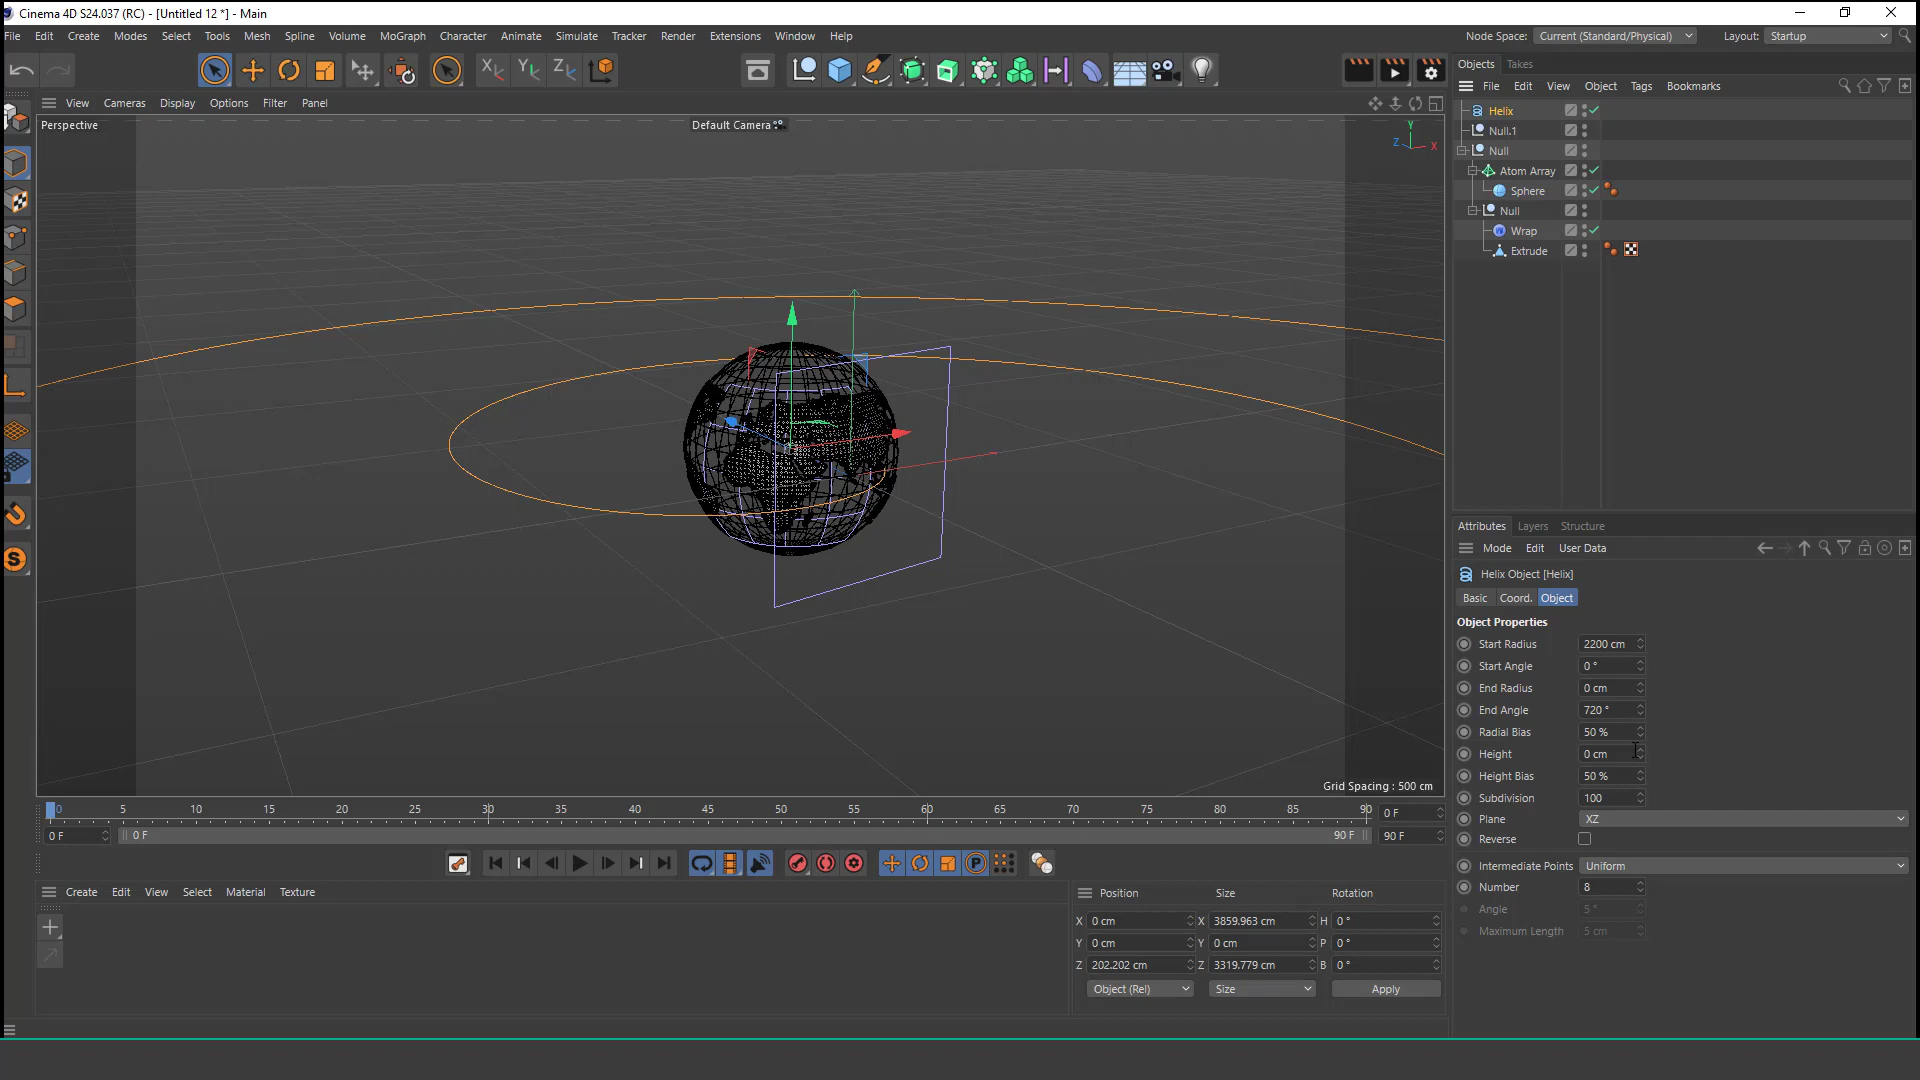 Cinema 4D S24.037 (RC) - [Untitled 12 *] - Main
File Edit Create Modes Select Tools Mesh Spline Volume MoGraph Character Animate Simulate Tracker Render Extensions Window Help
Node Space: Current (Standard/Physical) Layout: Startup
X Y Z
View Cameras Display Options Filter Panel
Perspective
Default Camera
Y
Z X
Grid Spacing : 500 cm
0 5 10 15 20 25 30 35 40 45 50 55 60 65 70 75 80 85 90 0 F
0 F 0 F 90 F 90 F
Create Edit View Select Material Texture
Position Size Rotation
X 0 cm X 3859.963 cm H 0 °
Y 0 cm Y 0 cm P 0 °
Z 202.202 cm Z 3319.779 cm B 0 °
Object (Rel) Size Apply
Objects Takes
File Edit View Object Tags Bookmarks
Helix
Null.1
Null
Atom Array
Sphere
Null
Wrap
Extrude
Attributes Layers Structure
Mode Edit User Data
Helix Object [Helix]
Basic Coord. Object
Object Properties
Start Radius 2200 cm
Start Angle 0 °
End Radius 0 cm
End Angle 720 °
Radial Bias 50 %
Height 0 cm
Height Bias 50 %
Subdivision 100
Plane XZ
Reverse
Intermediate Points Uniform
Number 8
Angle 5 °
Maximum Length 5 cm